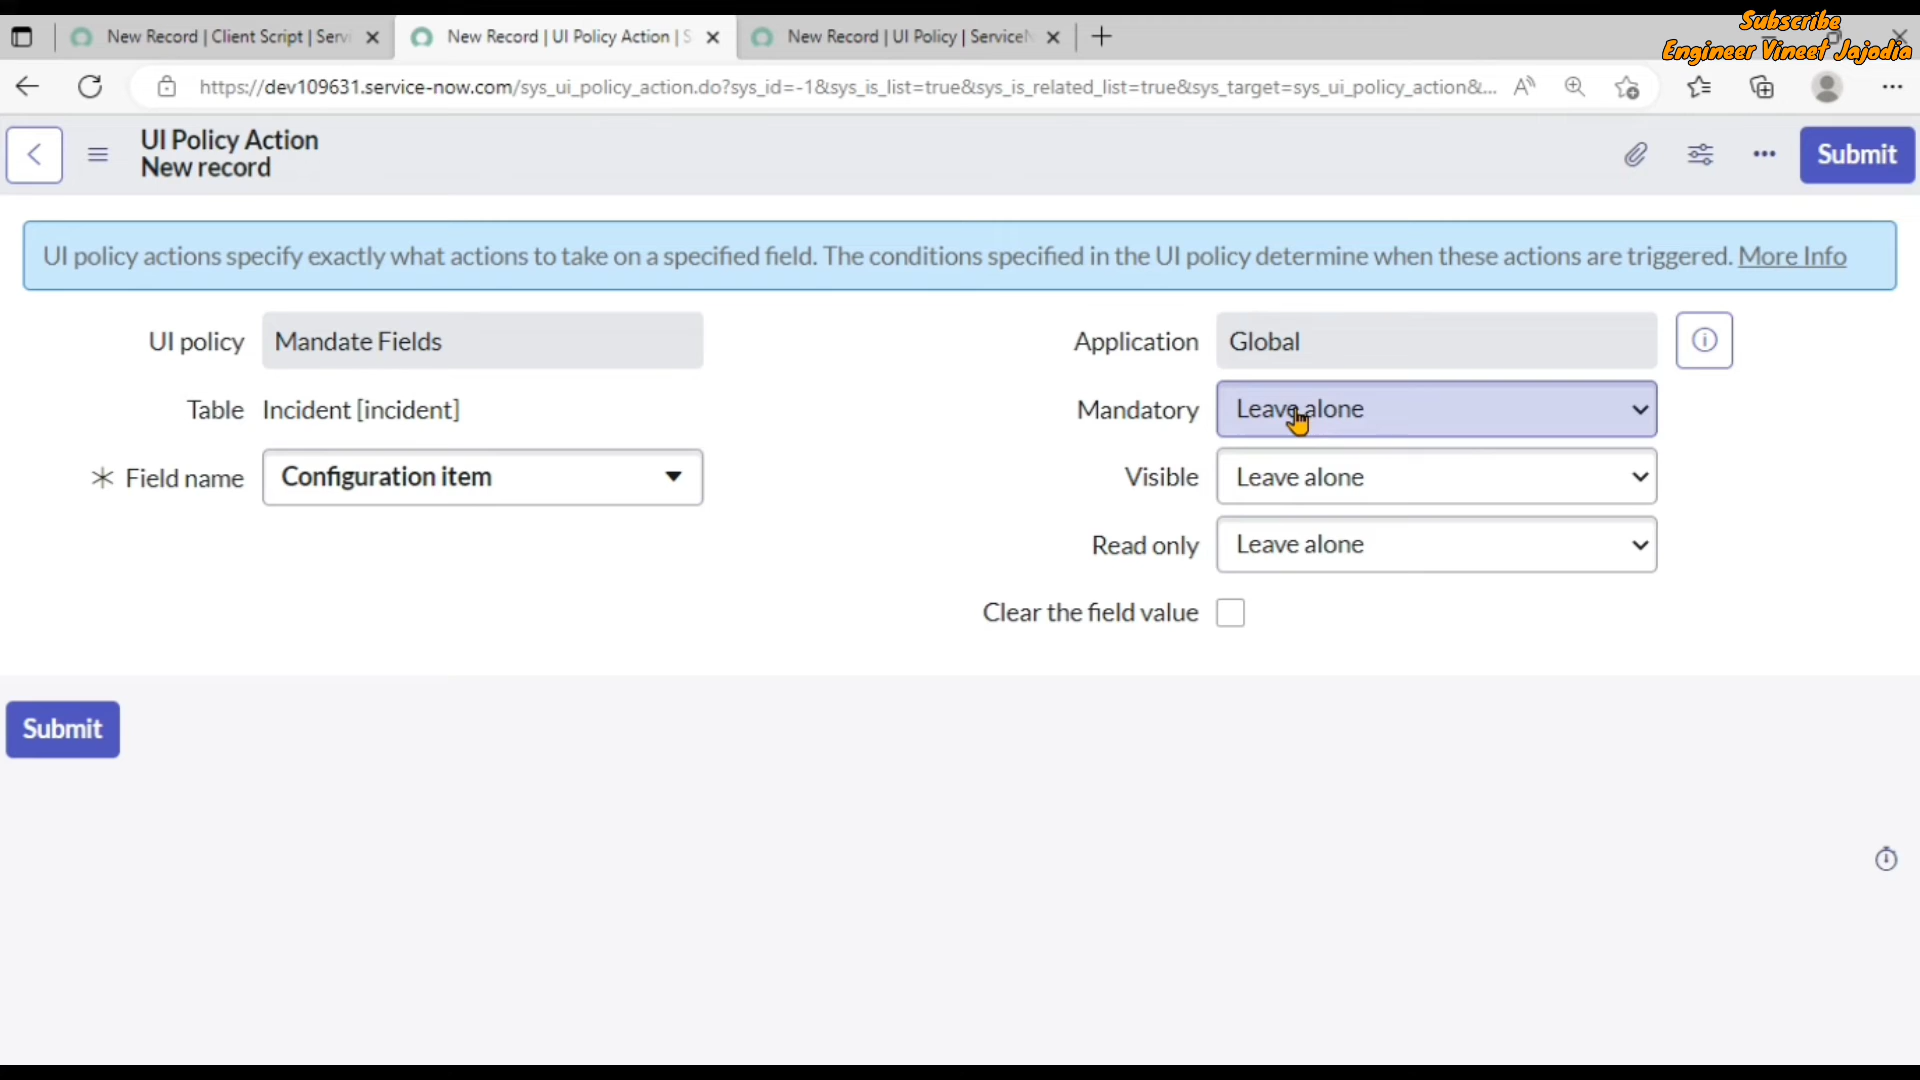 New Record | Client Script | Servi
New Record | UI Policy Action | S
New Record | UI Policy | ServiceN
Subscribe
Engineer Vineet Jajodia
https://dev109631.service-now.com/sys_ui_policy_action.do?sys_id=-1&sys_is_list=true&sys_is_related_list=true&sys_target=sys_ui_policy_action&...
UI Policy Action
New record
Submit
UI policy actions specify exactly what actions to take on a specified field. The conditions specified in the UI policy determine when these actions are triggered. More Info
UI policy Mandate Fields
Application Global
Table Incident [incident]
Mandatory Leave alone
Field name Configuration item
Visible Leave alone
Read only Leave alone
Clear the field value
Submit